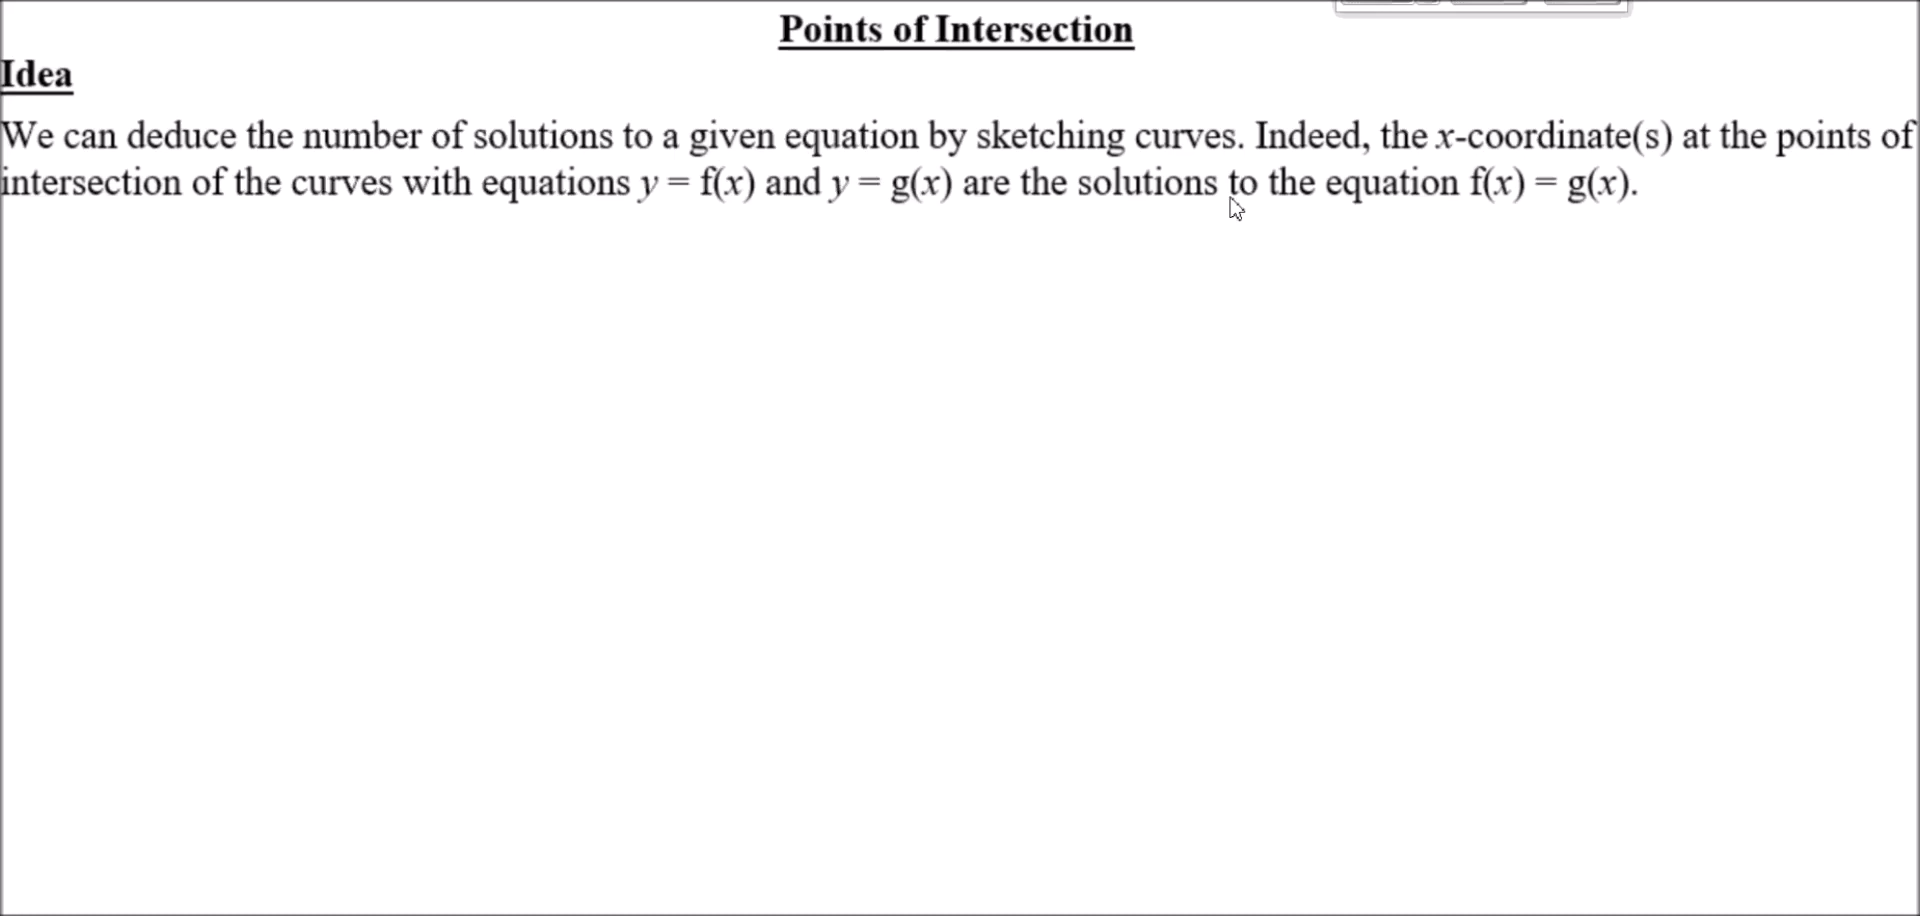 Points of Intersection
Idea
We can deduce the number of solutions to a given equation by sketching curves. Indeed, the x-coordinate(s) at the points of
intersection of the curves with equations y = f(x) and y = g(x) are the solutions to the equation f(x) = g(x).